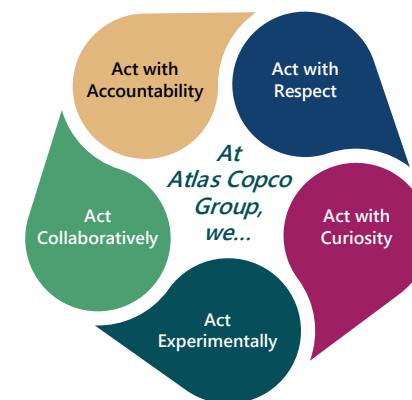 Act with
Accountability
Act with
Respect
At
Atlas Copco
Group,
we...
Act
Collaboratively
Act with
Curiosity
Act
Experimentally